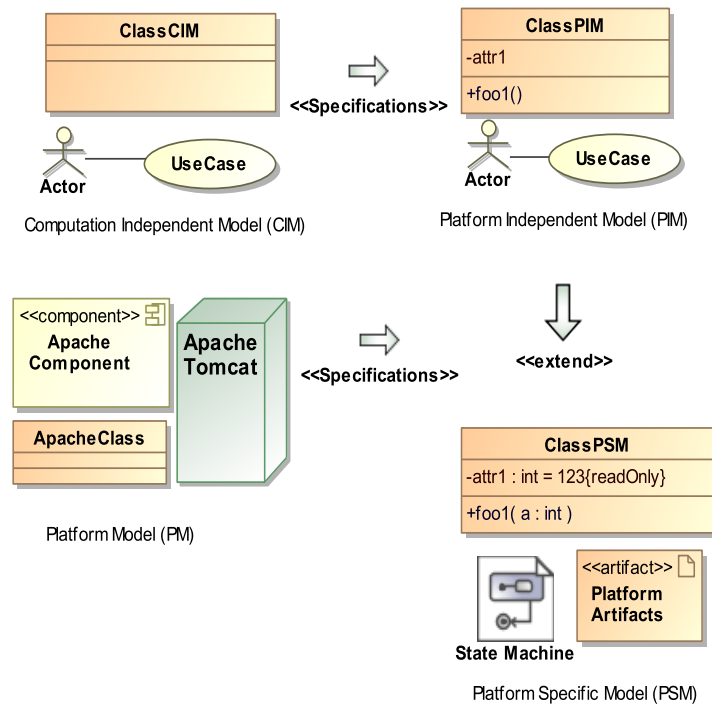 ClassCIM
<<Specifications>>
ClassPIM
-attr1
+foo1()
Actor
UseCase
Actor
UseCase
Computation Independent Model (CIM)
Platform Independent Model (PIM)
<<component>>
Apache
Component
Apache
Tomcat
ApacheClass
<<Specifications>>
<<extend>>
Platform Model (PM)
ClassPSM
-attr1 : int = 123{readOnly}
+foo1( a : int )
State Machine
<<artifact>>
Platform
Artifacts
Platform Specific Model (PSM)